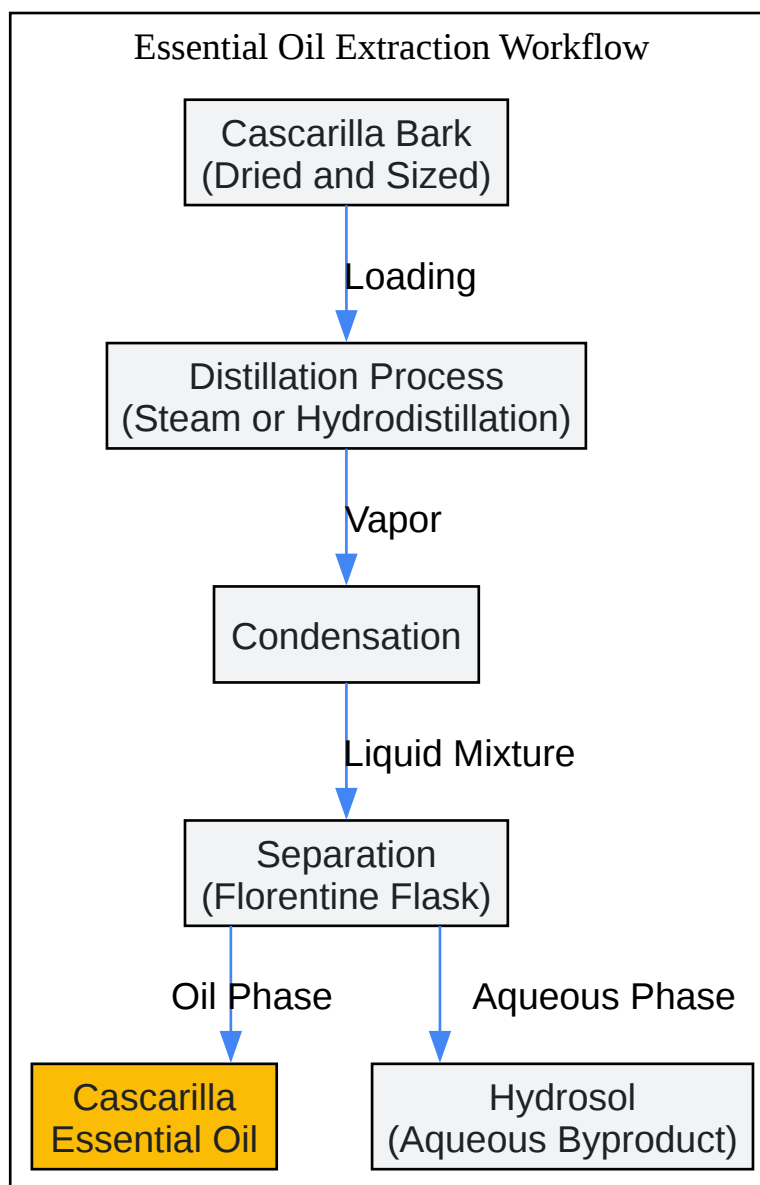 Essential Oil Extraction Workflow
Cascarilla Bark
(Dried and Sized)
Loading
Distillation Process
(Steam or Hydrodistillation)
Vapor
Condensation
Liquid Mixture
Separation
(Florentine Flask)
Oil Phase
Aqueous Phase
Cascarilla
Essential Oil
Hydrosol
(Aqueous Byproduct)